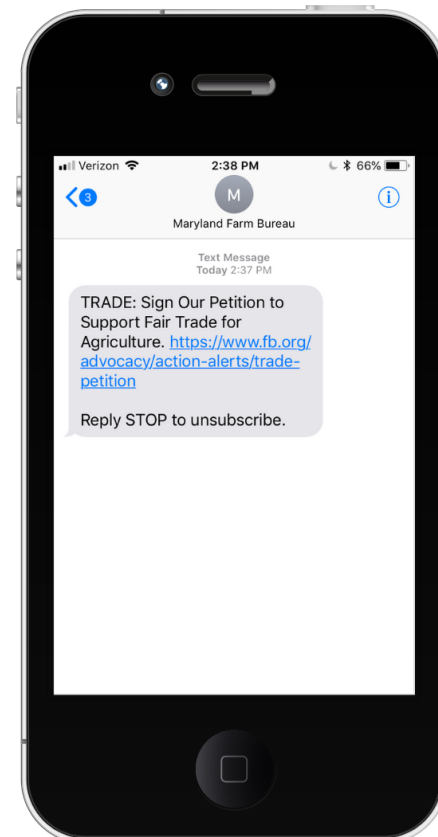 Verizon 2:38 PM 66%
3 M i
Maryland Farm Bureau
Text Message
Today 2:37 PM
TRADE: Sign Our Petition to
Support Fair Trade for
Agriculture. https://www.fb.org/
advocacy/action-alerts/trade-
petition
Reply STOP to unsubscribe.